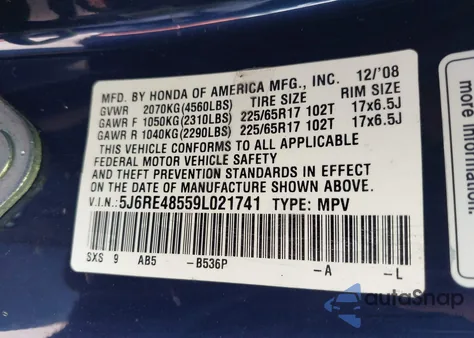 MFD. BY HONDA OF AMERICA MFG., INC. 12/'08
GVWR 2070KG(4560LBS) TIRE SIZE RIM SIZE
GAWR F 1050KG(2310LBS) 225/65R17 102T 17x6.5J
GAWR R 1040KG(2290LBS) 225/65R17 102T 17x6.5J
THIS VEHICLE CONFORMS TO ALL APPLICABLE
FEDERAL MOTOR VEHICLE SAFETY
AND THEFT PREVENTION STANDARDS IN EFFECT
ON THE DATE OF MANUFACTURE SHOWN ABOVE.
V.I.N.:5J6RE48559L021741 TYPE: MPV
SXS 9 AB5 -B536P -A -L
information
autoSnap